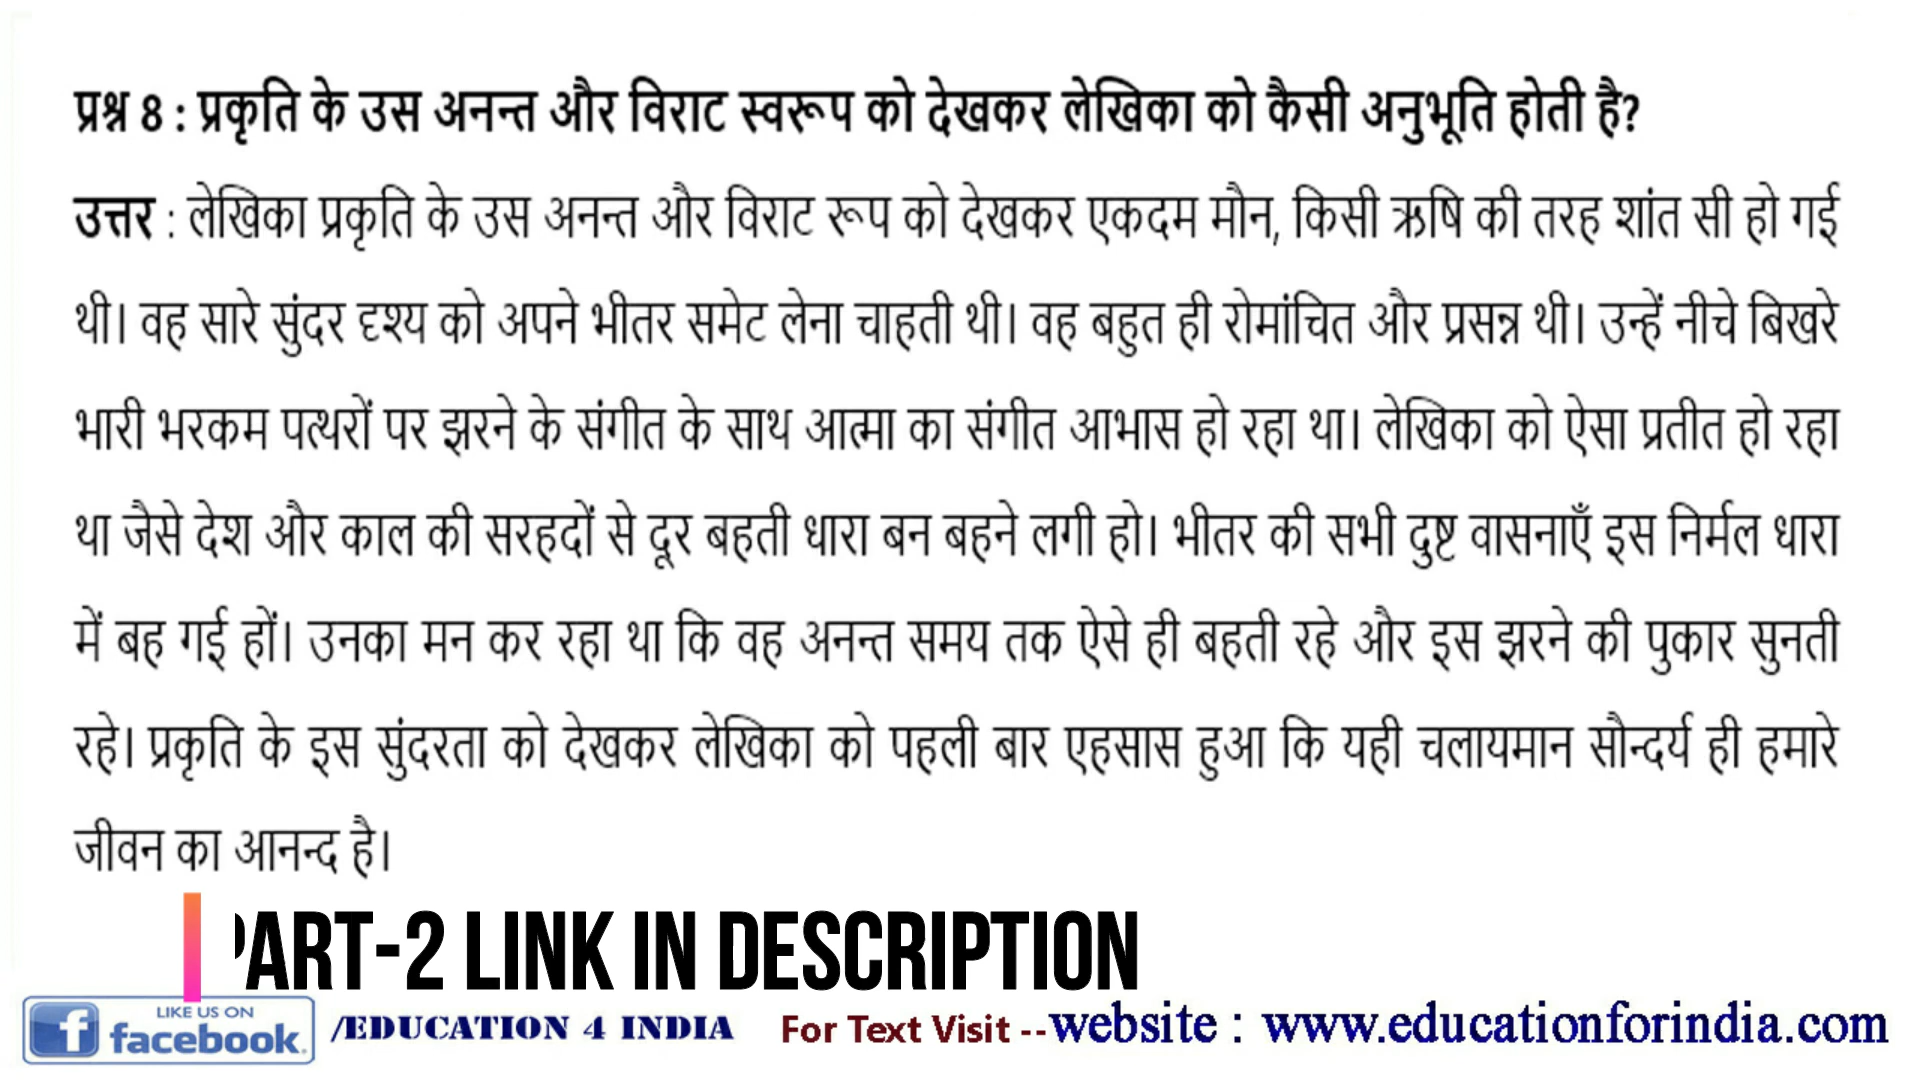 प्रश्न 8 : प्रकृति के उस अनन्त और विराट स्वरूप को देखकर लेखिका को कैसी अनुभूति होती है?
उत्तर : लेखिका प्रकृति के उस अनन्त और विराट रूप को देखकर एकदम मौन, किसी ऋषि की तरह शांत सी हो गई
थी। वह सारे सुंदर दृश्य को अपने भीतर समेट लेना चाहती थी। वह बहुत ही रोमांचित और प्रसन्न थी। उन्हें नीचे बिखरे
भारी भरकम पत्थरों पर झरने के संगीत के साथ आत्मा का संगीत आभास हो रहा था। लेखिका को ऐसा प्रतीत हो रहा
था जैसे देश और काल की सरहदों से दूर बहती धारा बन बहने लगी हो। भीतर की सभी दुष्ट वासनाएँ इस निर्मल धारा
में बह गई हों। उनका मन कर रहा था कि वह अनन्त समय तक ऐसे ही बहती रहे और इस झरने की पुकार सुनती
रहे। प्रकृति के इस सुंदरता को देखकर लेखिका को पहली बार एहसास हुआ कि यही चलायमान सौन्दर्य ही हमारे
जीवन का आनन्द है।
PART-2 LINK IN DESCRIPTION
LIKE US ON
facebook. /EDUCATION 4 INDIA For Text Visit --website : www.educationforindia.com